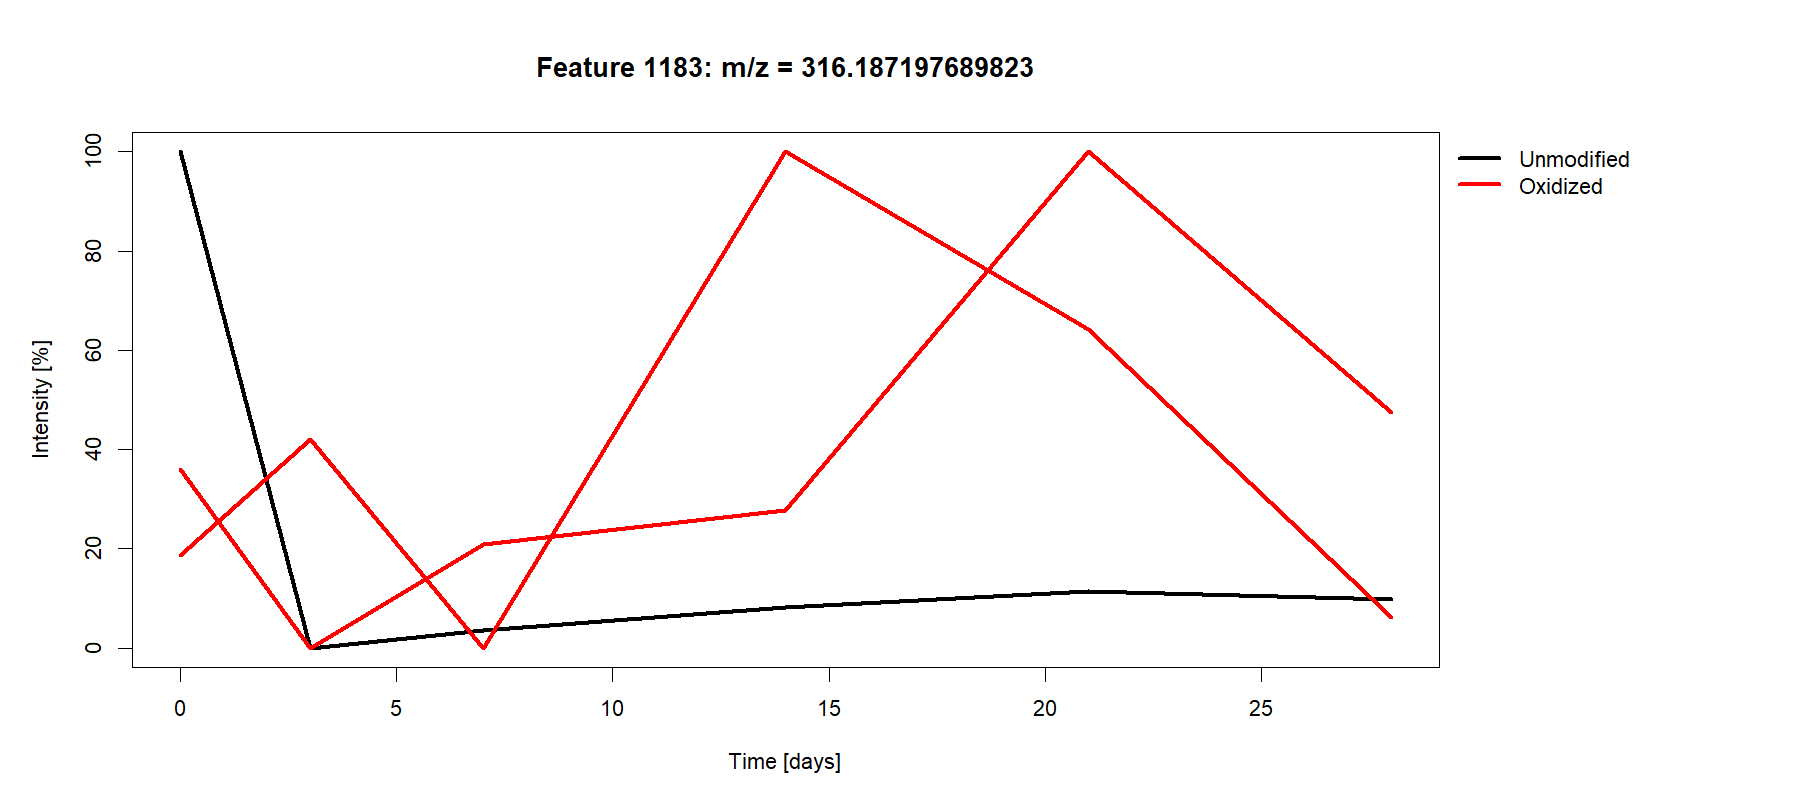 Feature 1183: m/z = 316.187197689823
Unmodified
Oxidized
Intensity [%]
100
80
60
40
20
0
0 5 10 15 20 25
Time [days]